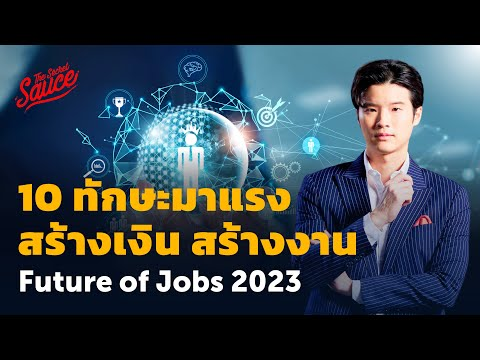 The Secret
Sauce
10 ทักษะมาแรง
สร้างเงิน สร้างงาน
Future of Jobs 2023